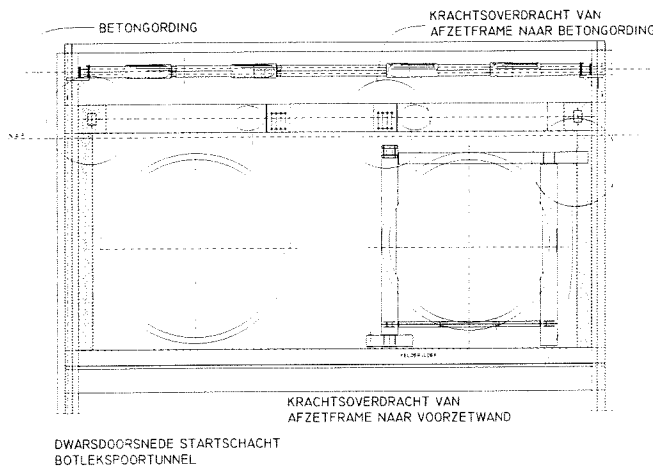 KRACHTSOVERDRACHT VAN
AFZETFRAME NAAR BETONGORDING
BETONGORDING
KRACHTSOVERDRACHT VAN
AFZETFRAME NAAR VOORZETWAND
DWARSDOORSNEDE STARTSCHACHT
BOTLEKSPOORTUNNEL